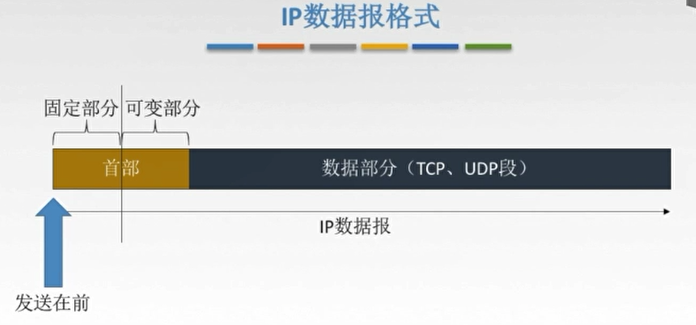 IP数据报格式
固定部分 可变部分
首部 数据部分（TCP、UDP段）
IP数据报
发送在前